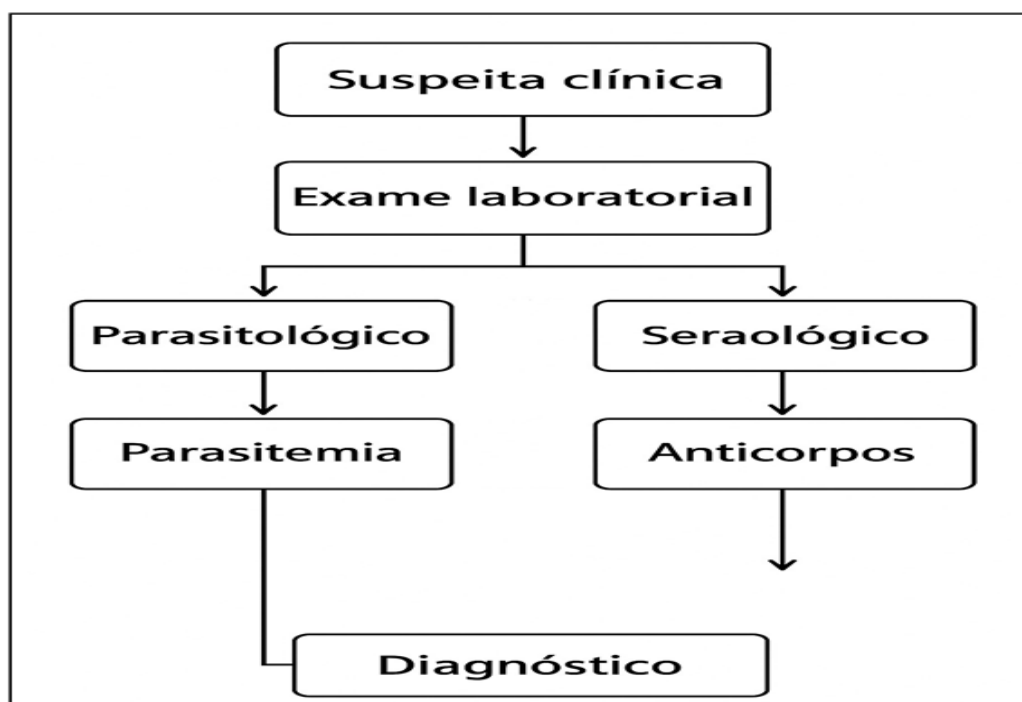 Suspeita clínica
Exame laboratorial
Parasitológico
Seraológico
Parasitemia
Anticorpos
Diagnóstico